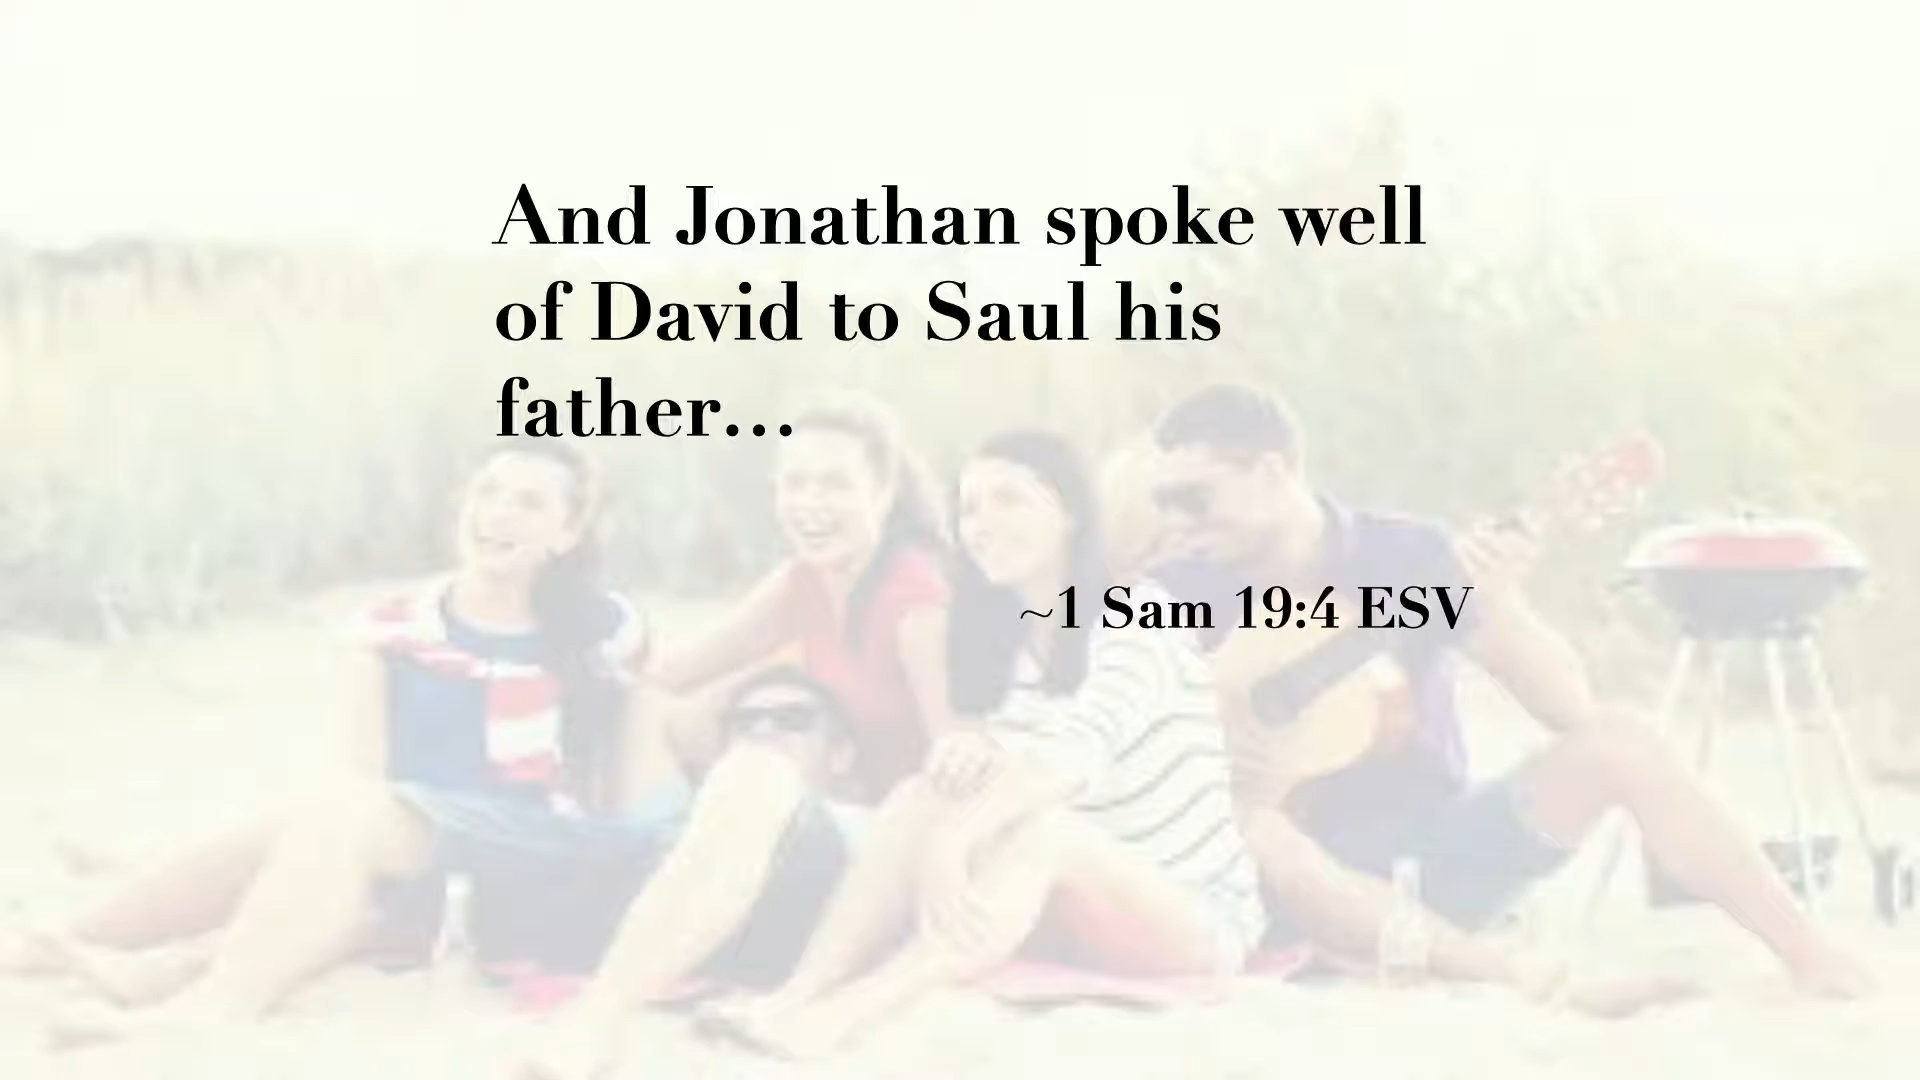 And Jonathan spoke well
of David to Saul his
father...
~1 Sam 19:4 ESV